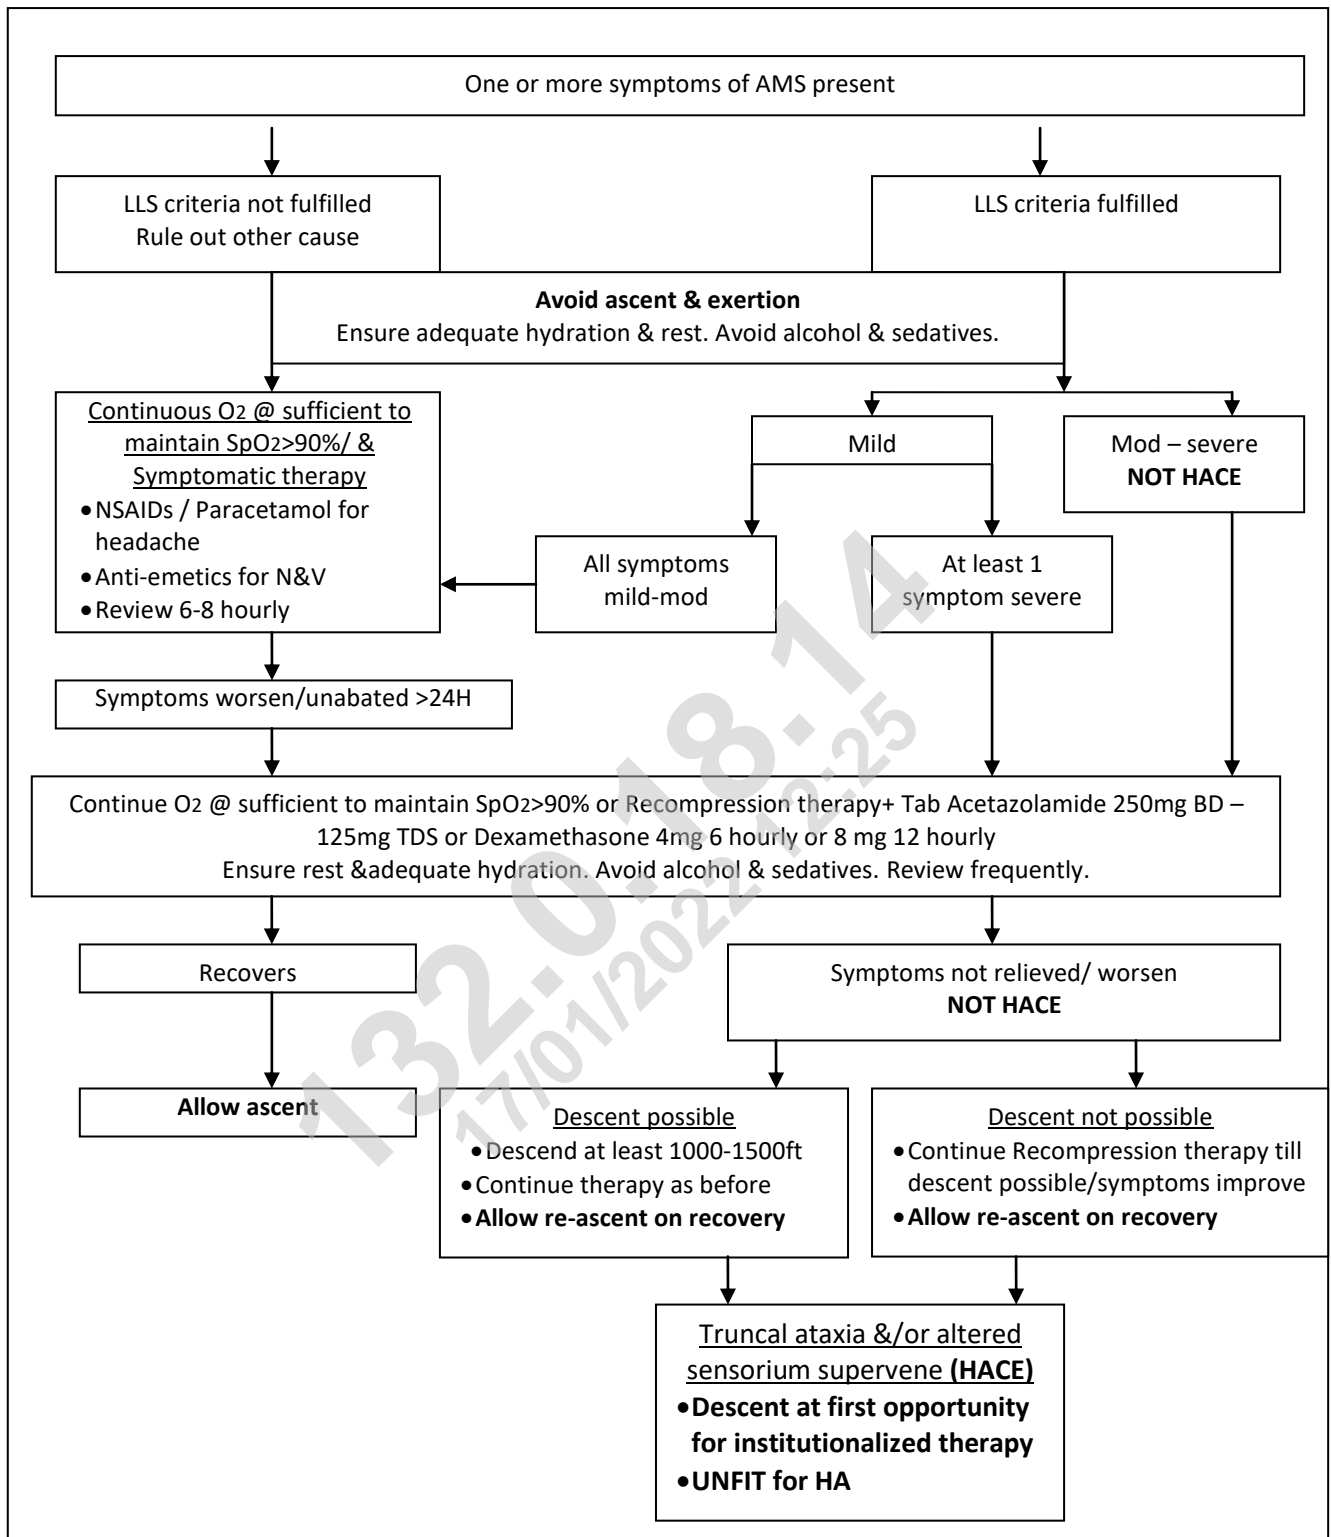 One or more symptoms of AMS present
LLS criteria not fulfilled
Rule out other cause
LLS criteria fulfilled
Avoid ascent & exertion
Ensure adequate hydration & rest. Avoid alcohol & sedatives.
Continuous O2 @ sufficient to
maintain SpO2>90%/ &
Symptomatic therapy
•NSAIDs / Paracetamol for
headache
•Anti-emetics for N&V
•Review 6-8 hourly
Mild
Mod – severe
NOT HACE
All symptoms
mild-mod
At least 1
symptom severe
Symptoms worsen/unabated >24H
Continue O2 @ sufficient to maintain SpO2>90% or Recompression therapy+ Tab Acetazolamide 250mg BD –
125mg TDS or Dexamethasone 4mg 6 hourly or 8 mg 12 hourly
Ensure rest &adequate hydration. Avoid alcohol & sedatives. Review frequently.
Recovers
Symptoms not relieved/ worsen
NOT HACE
Allow ascent
Descent possible
•Descend at least 1000-1500ft
•Continue therapy as before
•Allow re-ascent on recovery
Descent not possible
•Continue Recompression therapy till
descent possible/symptoms improve
•Allow re-ascent on recovery
Truncal ataxia &/or altered
sensorium supervene (HACE)
•Descent at first opportunity
for institutionalized therapy
•UNFIT for HA
132.0.18.14
17/01/2022 12:25